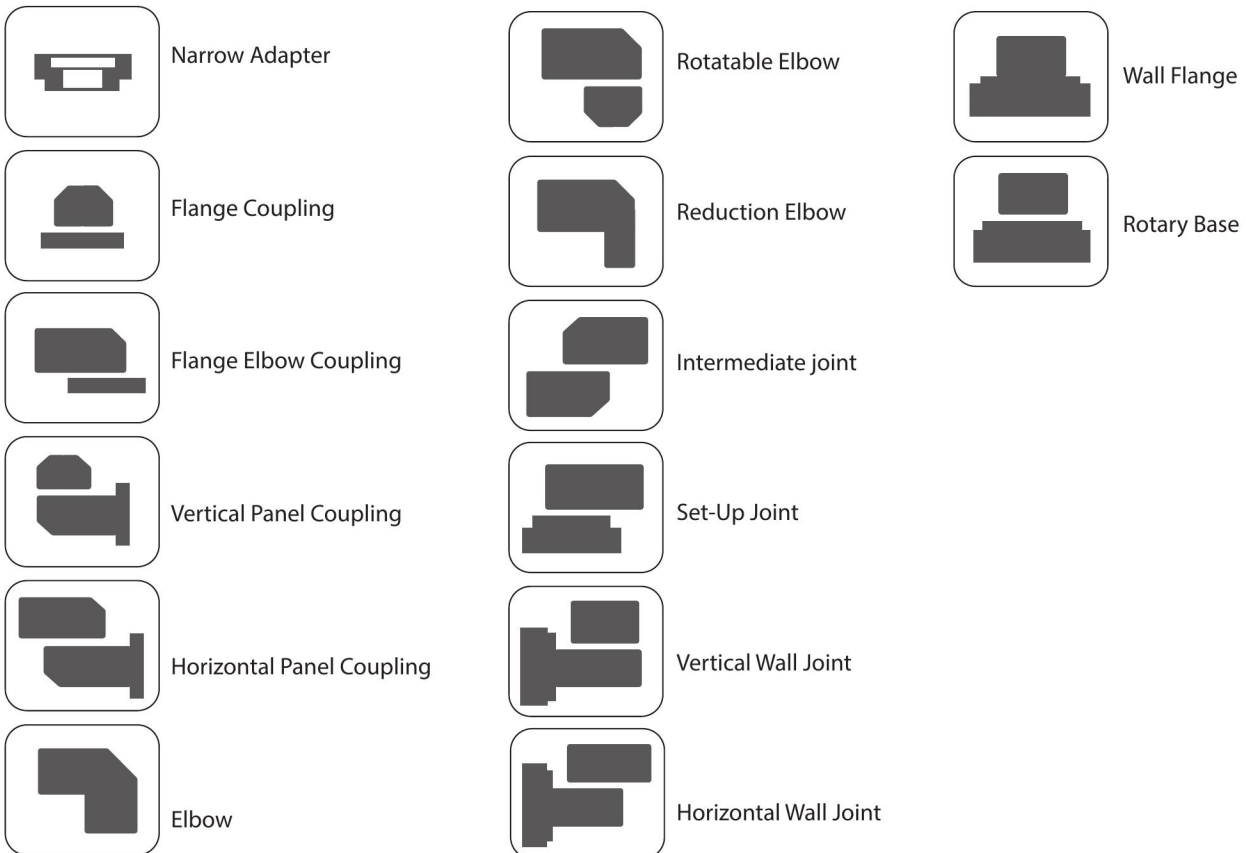 Narrow Adapter
Flange Coupling
Flange Elbow Coupling
Vertical Panel Coupling
Horizontal Panel Coupling
Elbow
Rotatable Elbow
Reduction Elbow
Intermediate joint
Set-Up Joint
Vertical Wall Joint
Horizontal Wall Joint
Wall Flange
Rotary Base